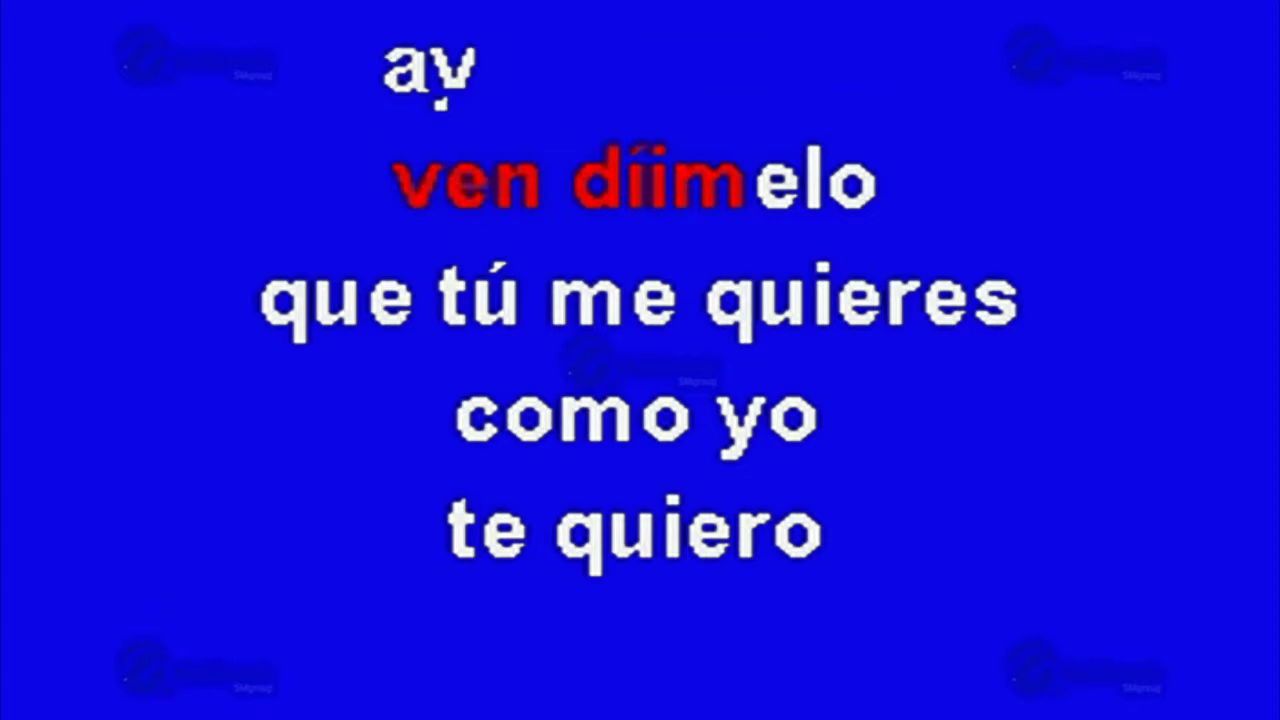 ay
ven díimelo
que tú me quieres
como yo
te quiero